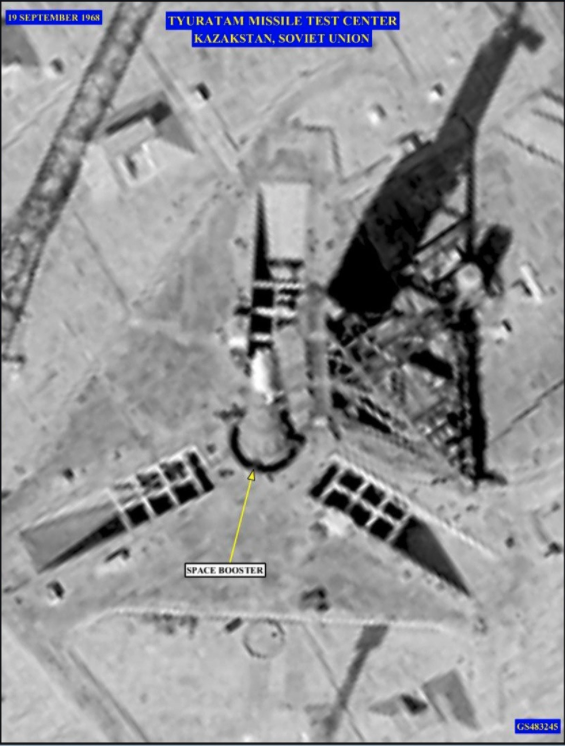 19 SEPTEMBER 1968
TYURATAM MISSILE TEST CENTER
KAZAKSTAN, SOVIET UNION
SPACE BOOSTER
GS483245